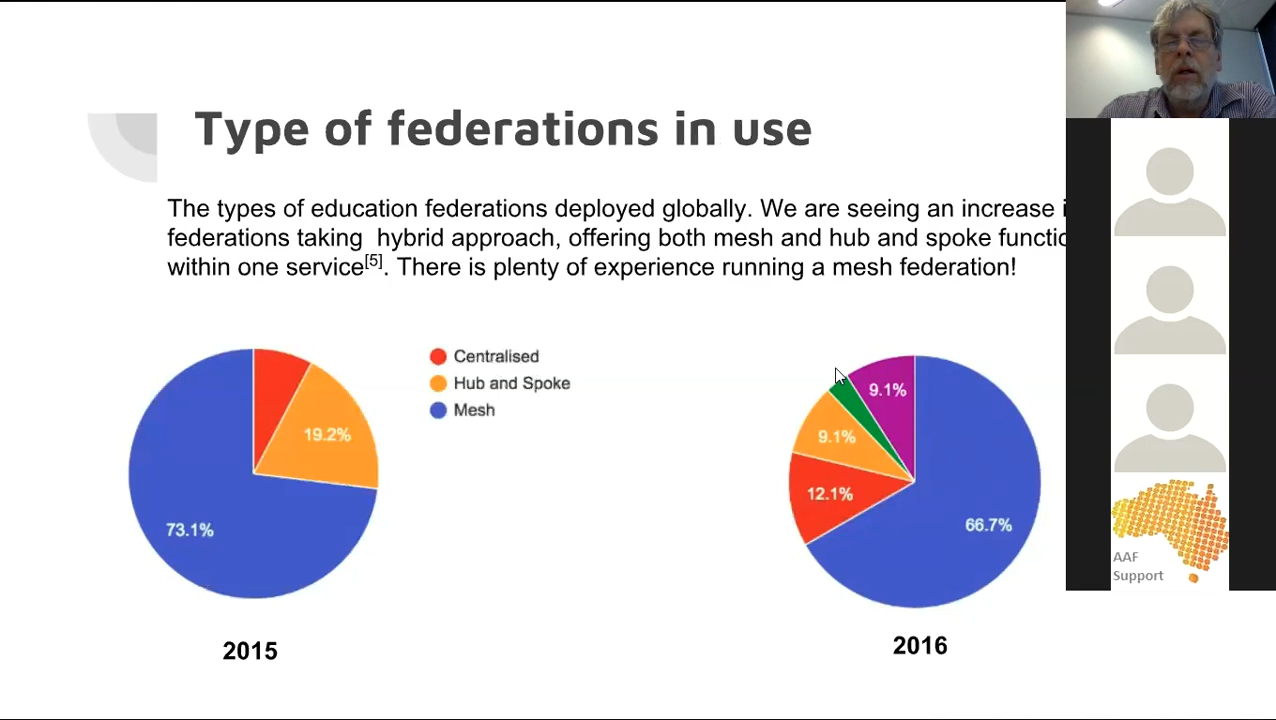 Type of federations in use
The types of education federations deployed globally. We are seeing an increase
federations taking  hybrid approach, offering both mesh and hub and spoke
within one service[5]. There is plenty of experience running a mesh federation!
Centralised
Hub and Spoke
Mesh
19.2%
73.1%
2015
9.1%
9.1%
12.1%
66.7%
2016
AAF
Support